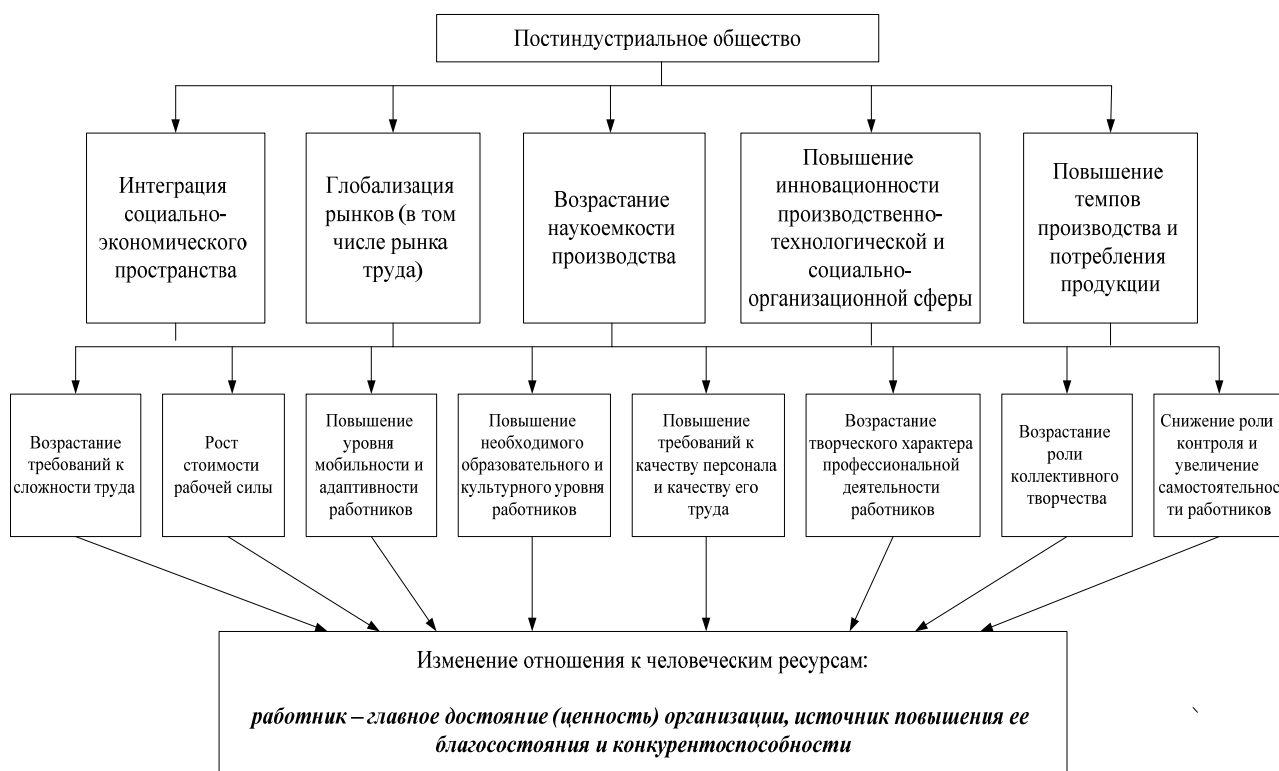 Постиндустриальное общество
Интеграция
социально-
экономического
пространства
Глобализация
рынков (в том
числе рынка
труда)
Возрастание
наукоемкости
производства
Повышение
инновационности
производственно-
технологической и
социально-
организационной сферы
Повышение
темпов
производства и
потребления
продукции
Возрастание
требований к
сложности труда
Рост
стоимости
рабочей силы
Повышение
уровня
мобильности и
адаптивности
работников
Повышение
необходимого
образовательного и
культурного уровня
работников
Повышение
требований к
качеству персонала
и качеству его
труда
Возрастание
творческого характера
профессиональной
деятельности
работников
Возрастание
роли
коллективного
творчества
Снижение роли
контроля и
увеличение
самостоятельнос
ти работников
Изменение отношения к человеческим ресурсам:
работник – главное достояние (ценность) организации, источник повышения ее
благосостояния и конкурентоспособности